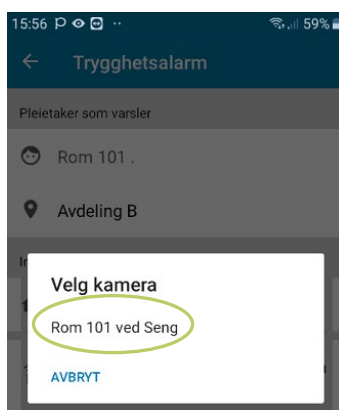 15:56 59%
Trygghetsalarm
Pleietaker som varsler
Rom 101 .
Avdeling B
Velg kamera
Rom 101 ved Seng
AVBRYT